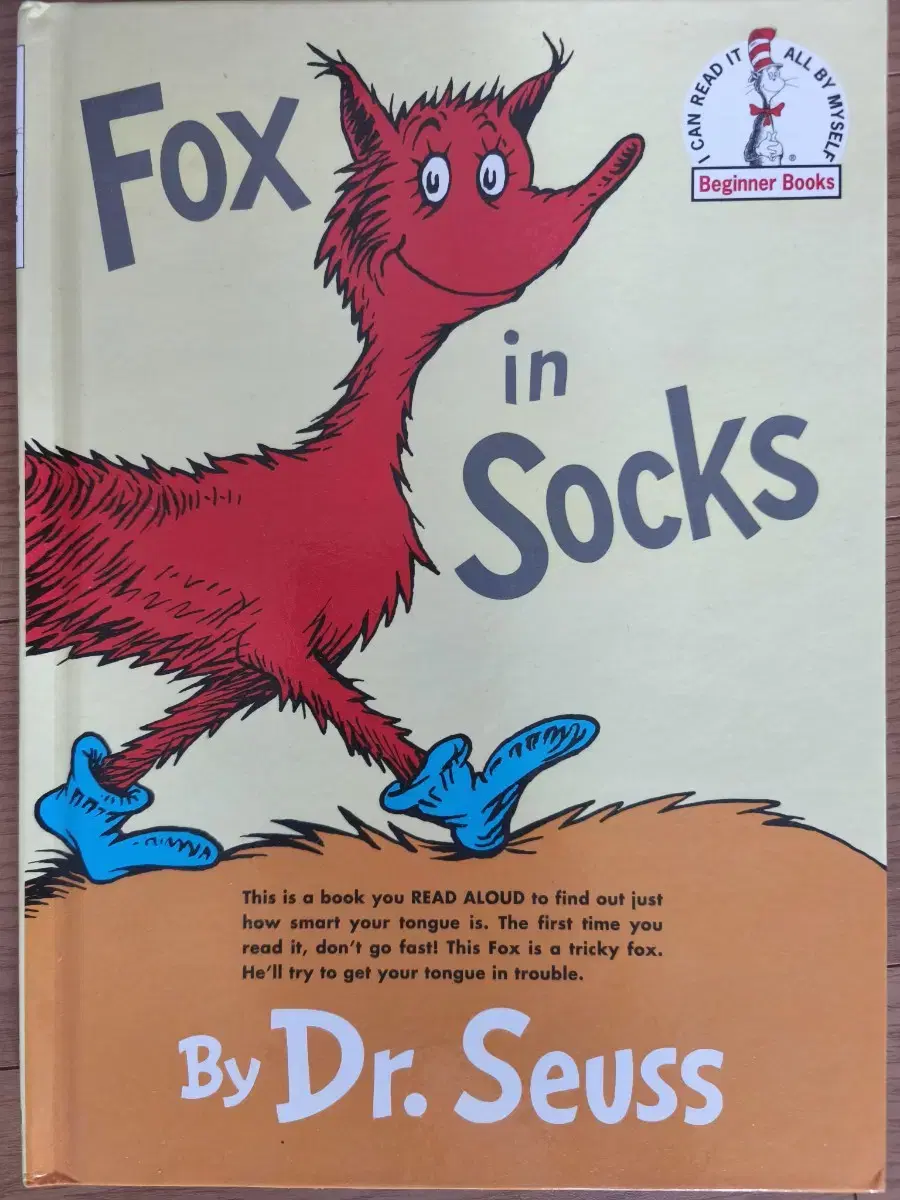 Fox
in
Socks
I CAN READ IT ALL BY MYSELF
®
Beginner Books
This is a book you READ ALOUD to find out just
how smart your tongue is. The first time you
read it, don't go fast! This Fox is a tricky fox.
He'll try to get your tongue in trouble.
By Dr. Seuss